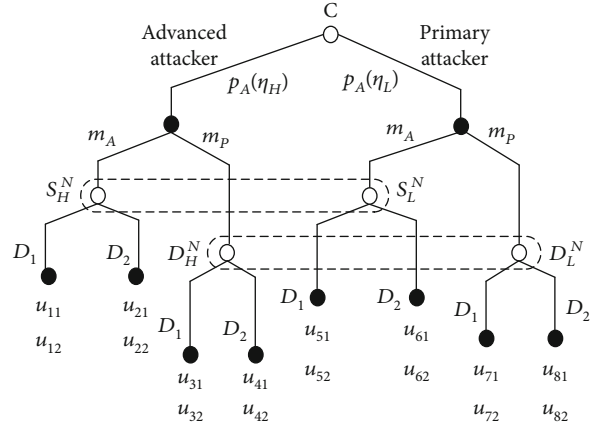 C
Advanced attacker
Primary attacker
p_A(η_H)
p_A(η_L)
m_A
m_P
m_A
m_P
S_H^N
S_L^N
D_1
D_2
D_H^N
D_L^N
u_11
u_12
u_21
u_22
D_1
D_2
D_1
D_2
D_1
D_2
u_51
u_52
u_61
u_62
u_31
u_32
u_41
u_42
u_71
u_72
u_81
u_82